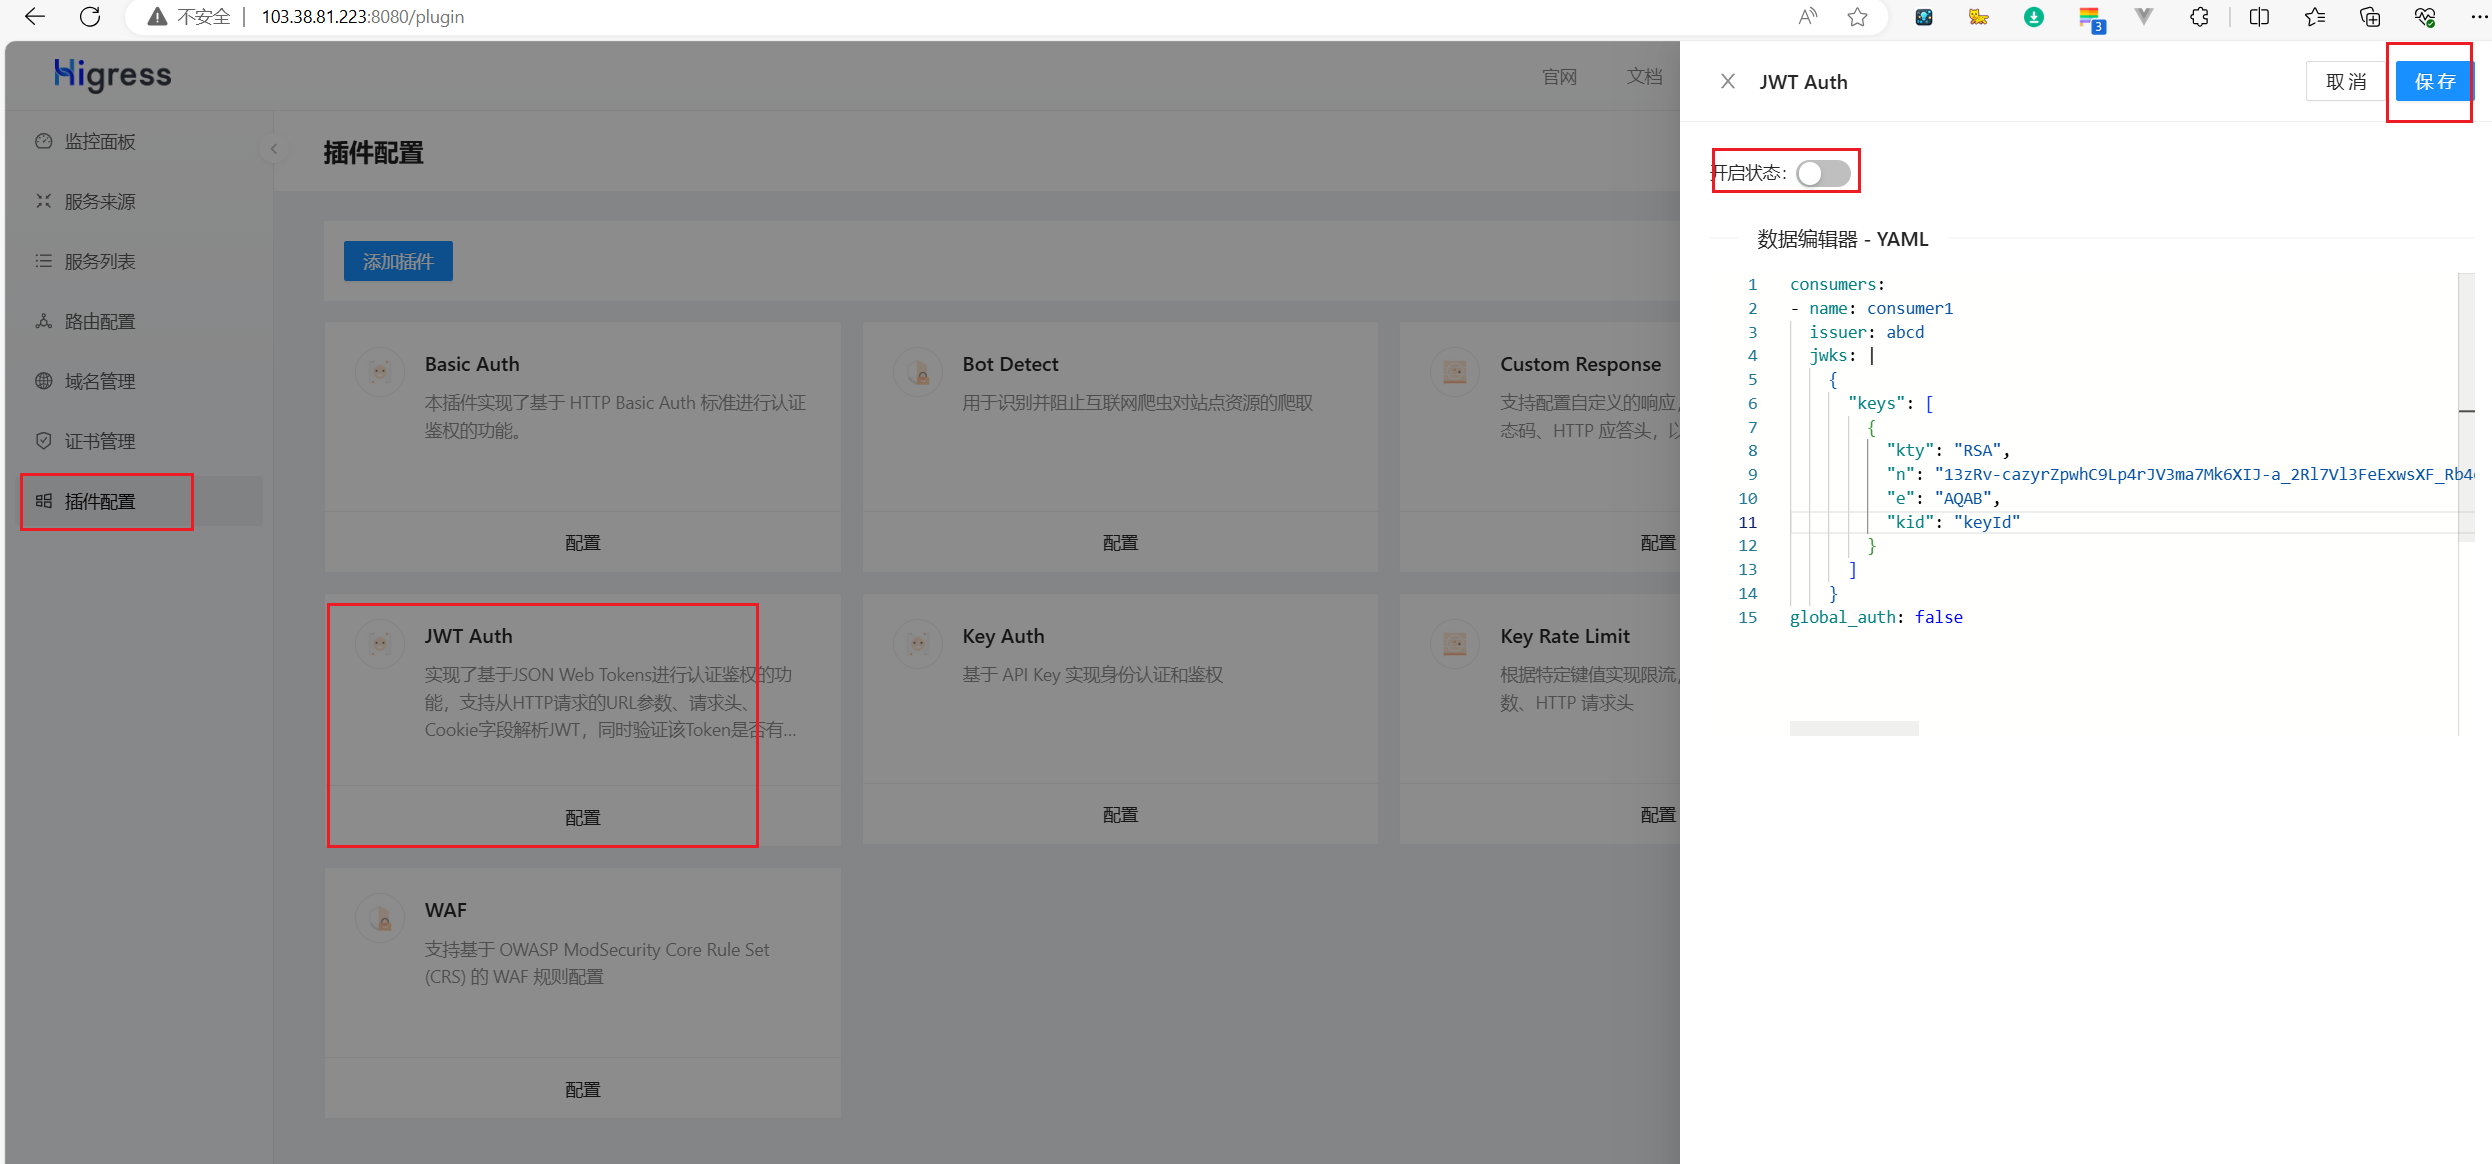 不安全 | 103.38.81.223:8080/plugin
3
Higress
官网
文档
监控面板
服务来源
服务列表
路由配置
域名管理
证书管理
插件配置
插件配置
添加插件
Basic Auth
本插件实现了基于 HTTP Basic Auth 标准进行认证
鉴权的功能。
配置
Bot Detect
用于识别并阻止互联网爬虫对站点资源的爬取
配置
Custom Response
支持配置自定义的响应,
态码、HTTP 应答头，以
配置
JWT Auth
实现了基于JSON Web Tokens进行认证鉴权的功
能，支持从HTTP请求的URL参数、请求头、
Cookie字段解析JWT，同时验证该Token是否有...
配置
Key Auth
基于 API Key 实现身份认证和鉴权
配置
Key Rate Limit
根据特定键值实现限流,
数、HTTP 请求头
配置
WAF
支持基于 OWASP ModSecurity Core Rule Set
(CRS) 的 WAF 规则配置
配置
JWT Auth
取 消
保 存
开启状态：
数据编辑器 - YAML
1 consumers:
2 - name: consumer1
3 issuer: abcd
4 jwks: |
5 {
6 "keys": [
7 {
8 "kty": "RSA",
9 "n": "13zRv-cazyrZpwhC9Lp4rJV3ma7Mk6XIJ-a_2Rl7Vl3FeExwsXF_Rb4
10 "e": "AQAB",
11 "kid": "keyId"
12 }
13 ]
14 }
15 global_auth: false